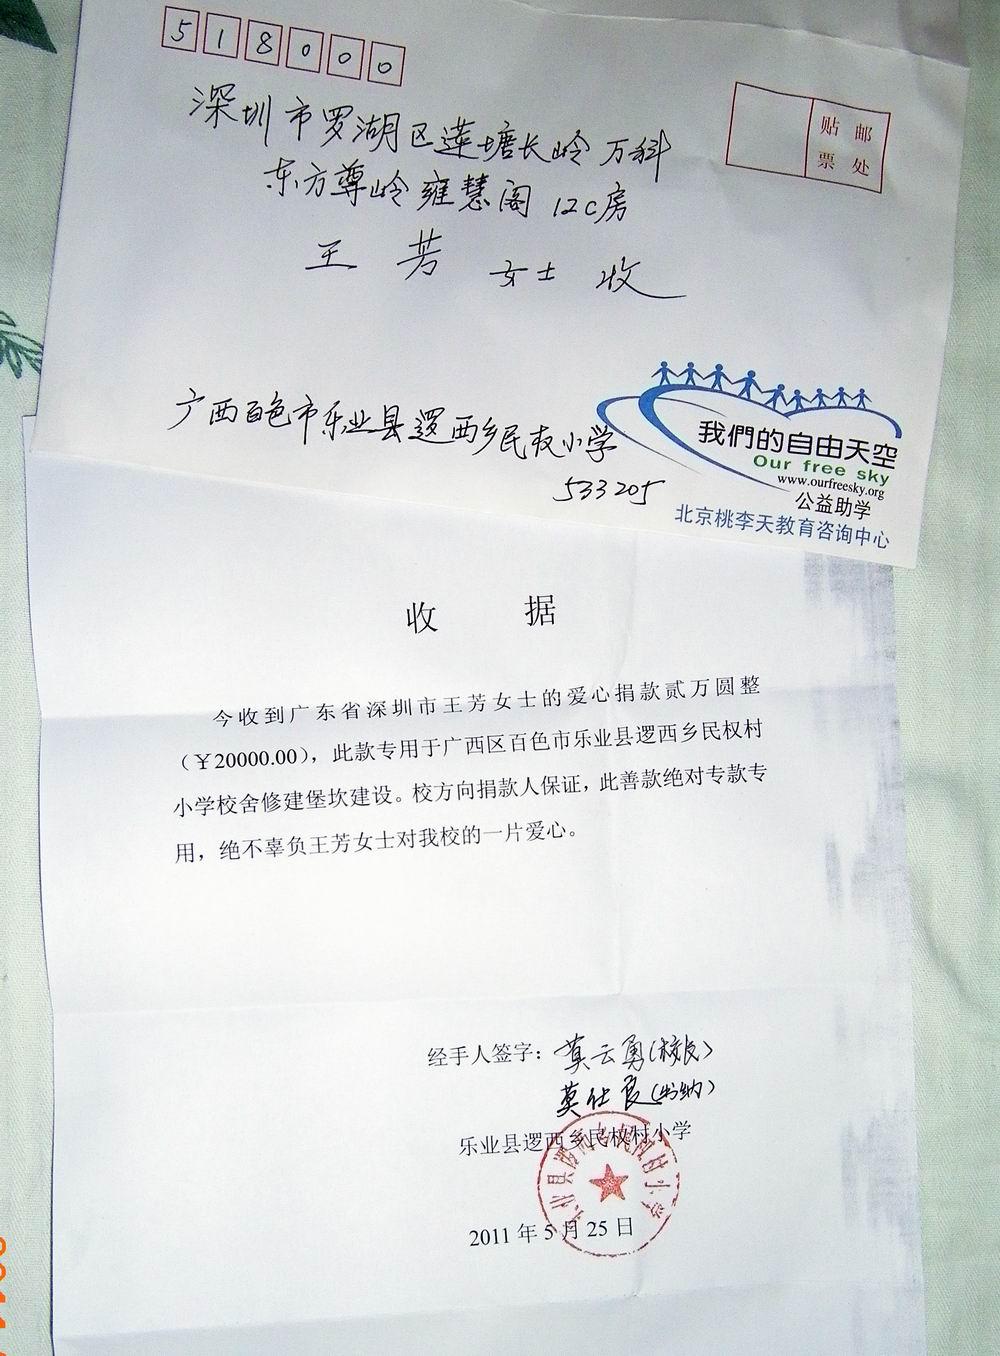 518000
贴 邮
票 处
深圳市罗湖区莲塘长岭万科
东方尊峪雍慧阁 12C房
王 芳 女士 收
广西百色市乐业县逻西乡民权小学
533205
我們的自由天空
Our free sky
www.ourfreesky.org
公益助学
北京桃李天教育咨询中心
收 据
今收到广东省深圳市王芳女士的爱心捐款贰万圆整
（￥20000.00），此款专用于广西区百色市乐业县逻西乡民权村
小学校舍修建堡坎建设。校方向捐款人保证，此善款绝对专款专
用，绝不辜负王芳女士对我校的一片爱心。
经手人签字：莫云勇（校长）
莫仕良（出纳）
乐业县逻西乡民权村小学
2011 年 5 月 25 日